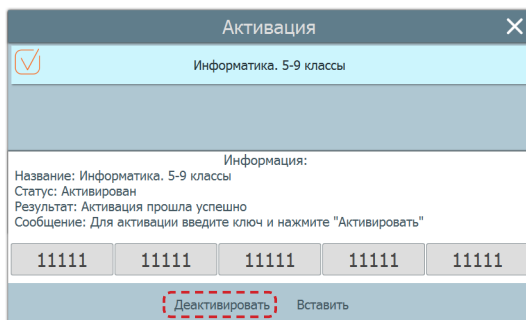 Активация
Информатика. 5-9 классы
Информация:
Название: Информатика. 5-9 классы
Статус: Активирован
Результат: Активация прошла успешно
Сообщение: Для активации введите ключ и нажмите "Активировать"
11111 11111 11111 11111 11111
Деактивировать Вставить